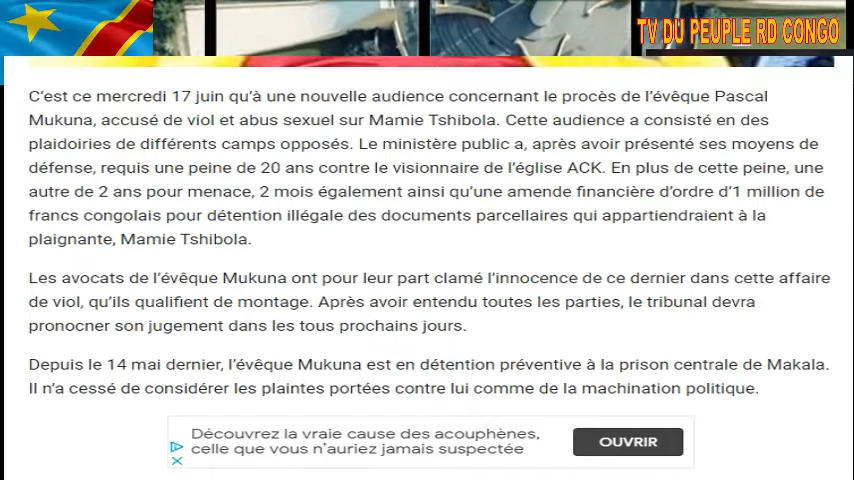 TV DU PEUPLE RD CONGO
C'est ce mercredi 17 juin qu'à une nouvelle audience concernant le procès de l'évêque Pascal
Mukuna, accusé de viol et abus sexuel sur Mamie Tshibola. Cette audience a consisté en des
plaidoiries de différents camps opposés. Le ministère public a, après avoir présenté ses moyens de
défense, requis une peine de 20 ans contre le visionnaire de l'église ACK. En plus de cette peine, une
autre de 2 ans pour menace, 2 mois également ainsi qu'une amende financière d'ordre d'1 million de
francs congolais pour détention illégale des documents parcellaires qui appartiendraient à la
plaignante, Mamie Tshibola.
Les avocats de l'évêque Mukuna ont pour leur part clamé l'innocence de ce dernier dans cette affaire
de viol, qu'ils qualifient de montage. Après avoir entendu toutes les parties, le tribunal devra
pronocner son jugement dans les tous prochains jours.
Depuis le 14 mai dernier, l'évêque Mukuna est en détention préventive à la prison centrale de Makala.
Il n'a cessé de considérer les plaintes portées contre lui comme de la machination politique.
Découvrez la vraie cause des acouphènes,
celle que vous n'auriez jamais suspectée
OUVRIR